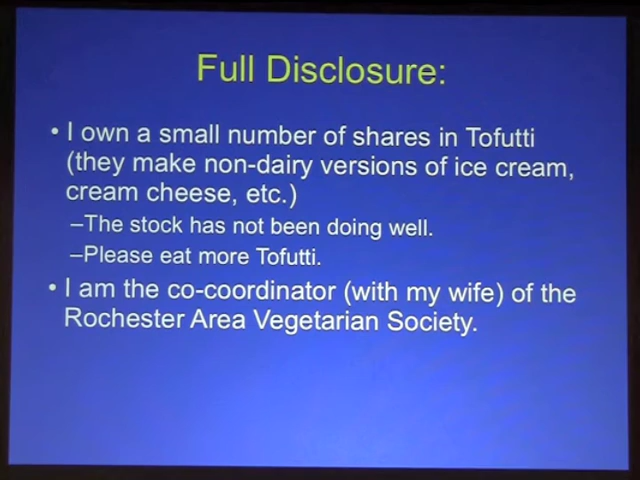 Full Disclosure:
• I own a small number of shares in Tofutti
(they make non-dairy versions of ice cream,
cream cheese, etc.)
–The stock has not been doing well.
–Please eat more Tofutti.
• I am the co-coordinator (with my wife) of the
Rochester Area Vegetarian Society.